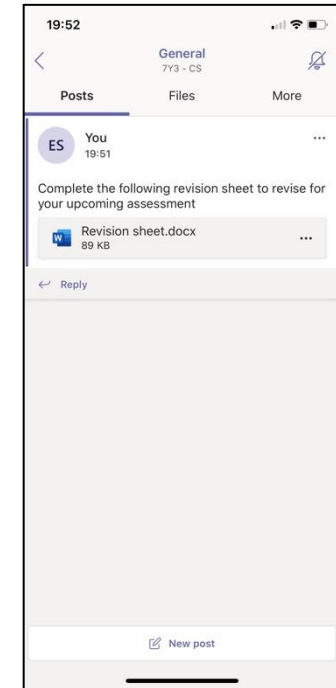 19:52
General
7Y3 - CS
Posts Files More
ES You
19:51
Complete the following revision sheet to revise for
your upcoming assessment
W Revision sheet.docx
89 KB
Reply
New post